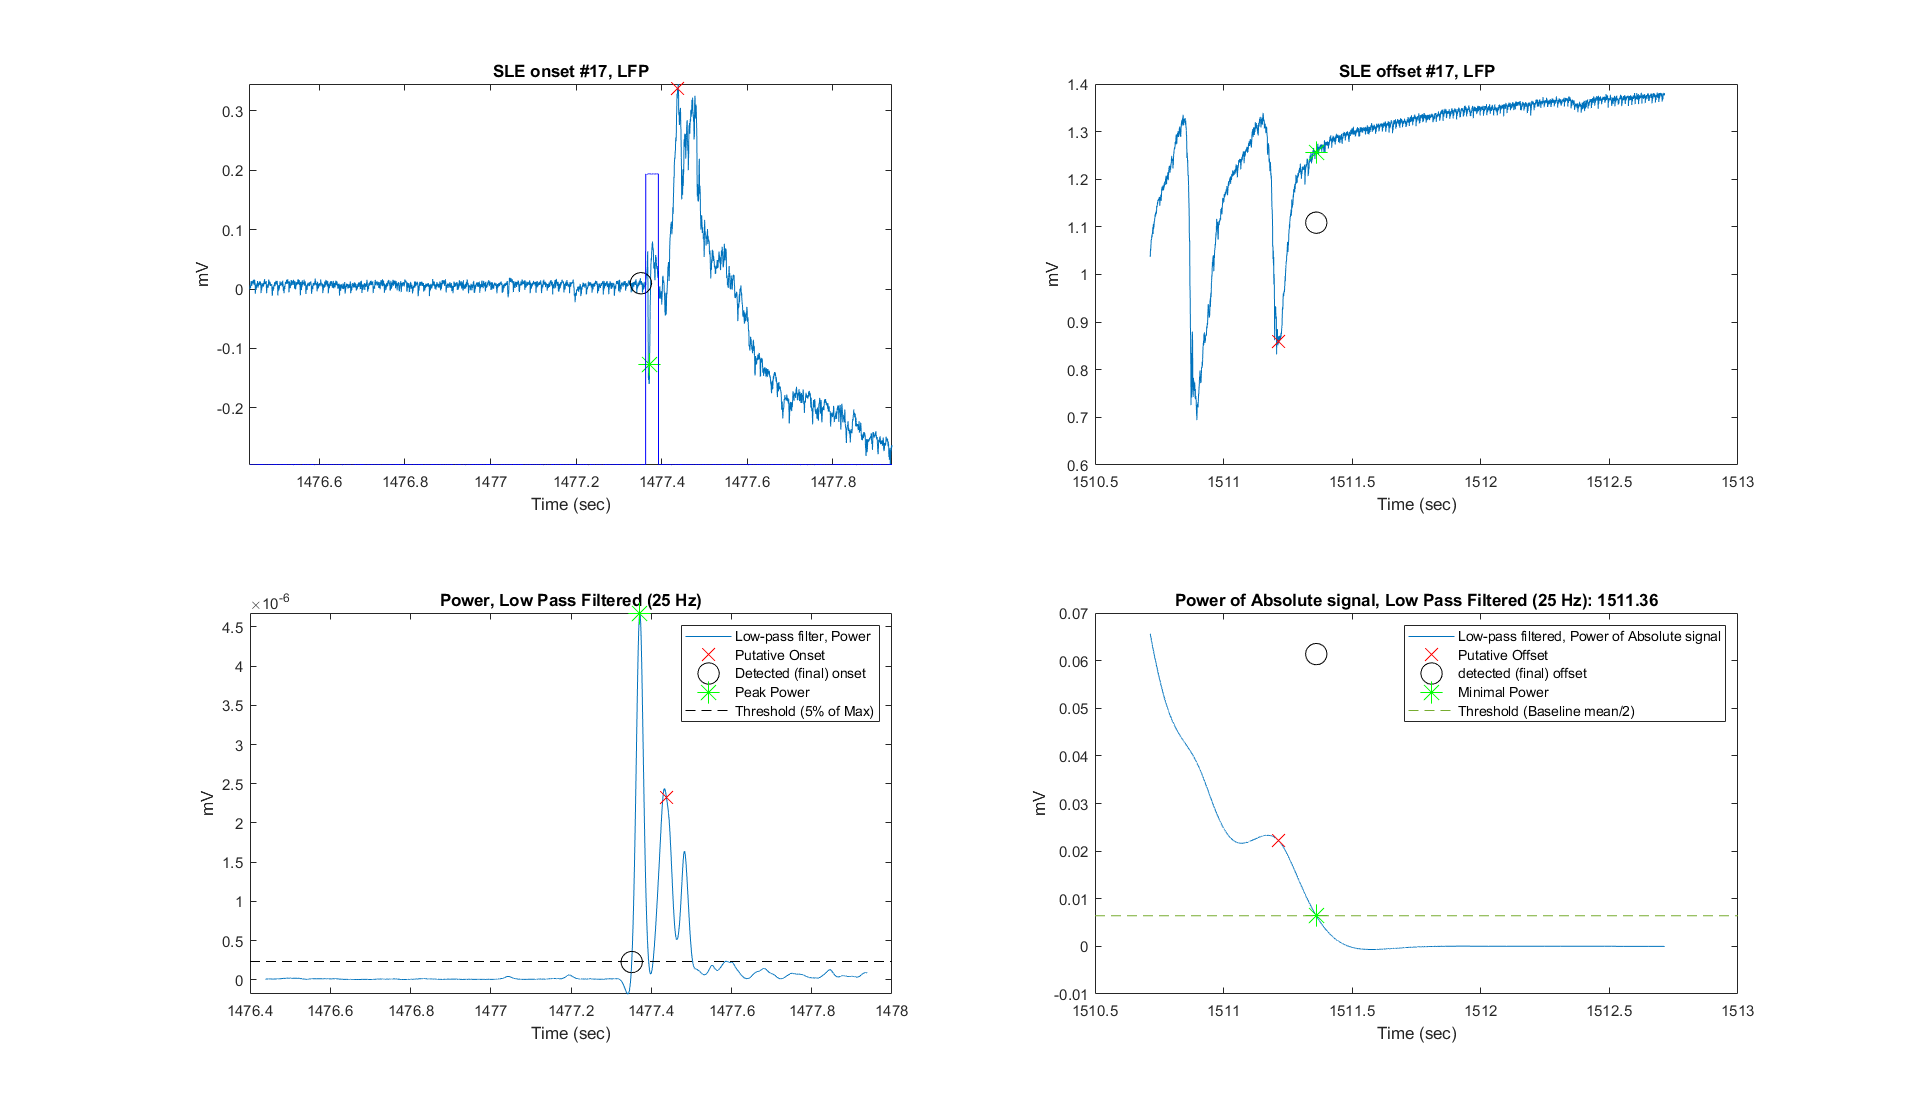 SLE onset #17, LFP
0.3
0.2
0.1
0
-0.1
-0.2
mV
1476.6 1476.8 1477 1477.2 1477.4 1477.6 1477.8
Time (sec)
SLE offset #17, LFP
1.4
1.3
1.2
1.1
1
0.9
0.8
0.7
0.6
mV
1510.5 1511 1511.5 1512 1512.5 1513
Time (sec)
Power, Low Pass Filtered (25 Hz)
×10-6
4.5
4
3.5
3
2.5
2
1.5
1
0.5
0
mV
1476.4 1476.6 1476.8 1477 1477.2 1477.4 1477.6 1477.8 1478
Time (sec)
Low-pass filter, Power
Putative Onset
Detected (final) onset
Peak Power
Threshold (5% of Max)
Power of Absolute signal, Low Pass Filtered (25 Hz): 1511.36
0.07
0.06
0.05
0.04
0.03
0.02
0.01
0
-0.01
mV
1510.5 1511 1511.5 1512 1512.5 1513
Time (sec)
Low-pass filtered, Power of Absolute signal
Putative Offset
detected (final) offset
Minimal Power
Threshold (Baseline mean/2)